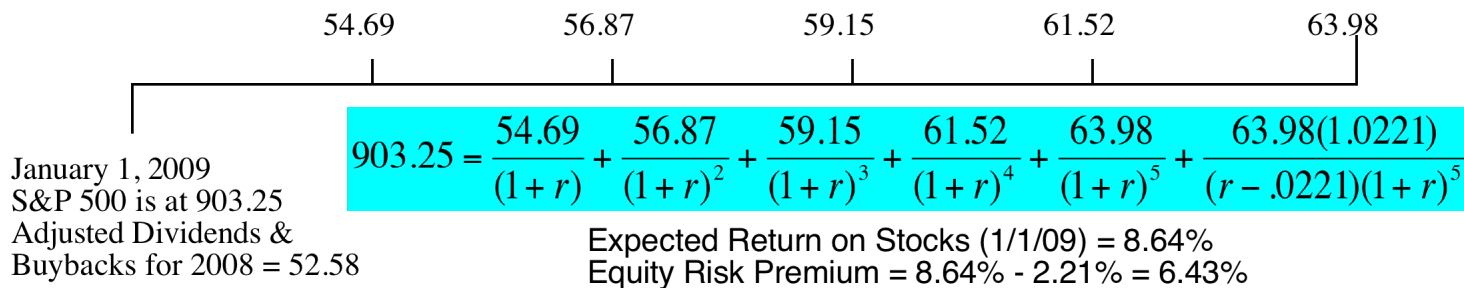 54.69 56.87 59.15 61.52 63.98
903.25 = 54.69/(1 + r) + 56.87/(1 + r)^2 + 59.15/(1 + r)^3 + 61.52/(1 + r)^4 + 63.98/(1 + r)^5 + 63.98(1.0221)/((r − .0221)(1 + r)^5)
January 1, 2009
S&P 500 is at 903.25
Adjusted Dividends &
Buybacks for 2008 = 52.58
Expected Return on Stocks (1/1/09) = 8.64%
Equity Risk Premium = 8.64% - 2.21% = 6.43%